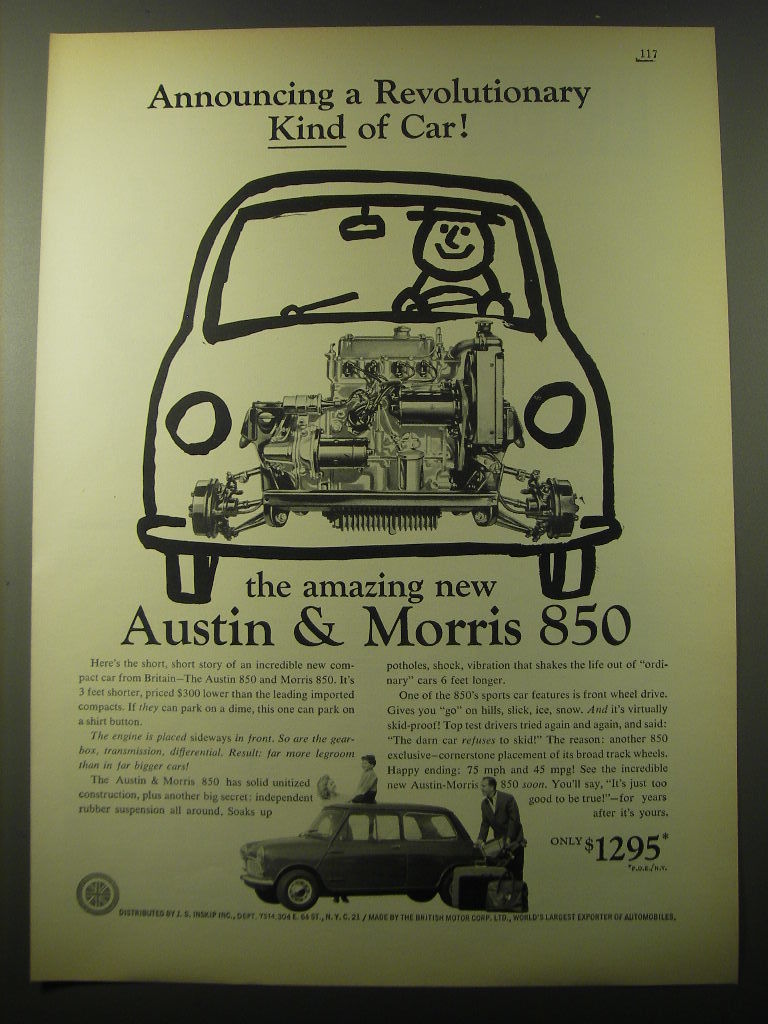 117
Announcing a Revolutionary
Kind of Car!
the amazing new
Austin & Morris 850
Here's the short, short story of an incredible new com-
pact car from Britain—The Austin 850 and Morris 850. It's
3 feet shorter, priced $300 lower than the leading imported
compacts. If they can park on a dime, this one can park on
a shirt button.
The engine is placed sideways in front. So are the gear-
box, transmission, differential. Result: far more legroom
than in far bigger cars!
The Austin & Morris 850 has solid unitized
construction, plus another big secret: independent
rubber suspension all around. Soaks up
potholes, shock, vibration that shakes the life out of "ordi-
nary" cars 6 feet longer.
One of the 850's sports car features is front wheel drive.
Gives you "go" on hills, slick, ice, snow. And it's virtually
skid-proof! Top test drivers tried again and again, and said:
"The darn car refuses to skid!" The reason: another 850
exclusive—cornerstone placement of its broad track wheels.
Happy ending: 75 mph and 45 mpg! See the incredible
new Austin-Morris 850 soon. You'll say, "It's just too
good to be true!"—for years
after it's yours.
ONLY $1295*
*P.O.E./N.Y.
DISTRIBUTED BY J. S. INSKIP INC., DEPT. YS14, 304 E. 64 ST., N. Y. C. 21 / MADE BY THE BRITISH MOTOR CORP. LTD., WORLD'S LARGEST EXPORTER OF AUTOMOBILES.